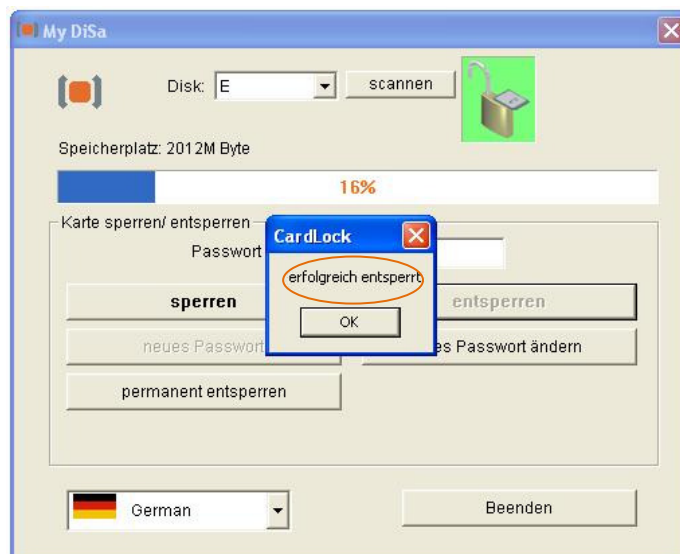 My DiSa
Disk: E
scannen
Speicherplatz: 2012M Byte
16%
Karte sperren/ entsperren
CardLock
Passwort
erfolgreich entsperrt
sperren
entsperren
OK
neues Passwort
es Passwort ändern
permanent entsperren
German
Beenden